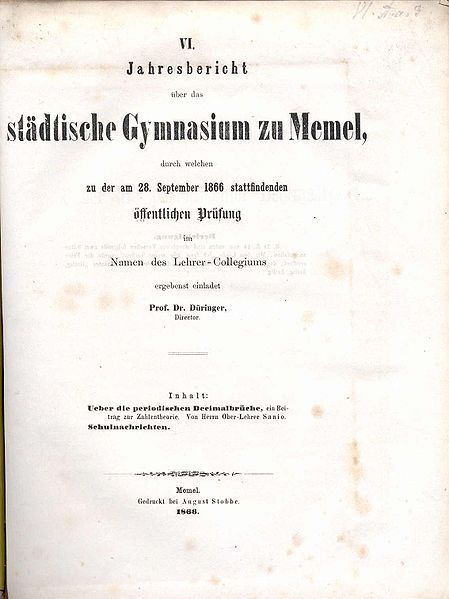 VI.
Jahresbericht
über das
städtische Gymnasium zu Memel,
durch welchen
zu der am 28. September 1866 stattfindenden
öffentlichen Prüfung
im
Namen des Lehrer-Collegiums
ergebenst einladet
Prof. Dr. Düringer,
Director.
Inhalt:
Ueber die periodischen Decimalbrüche, ein Bei-
trag zur Zahlentheorie. Von Herrn Ober-Lehrer Sanio.
Schulnachrichten.
Memel.
Gedruckt bei August Stobbe.
1866.